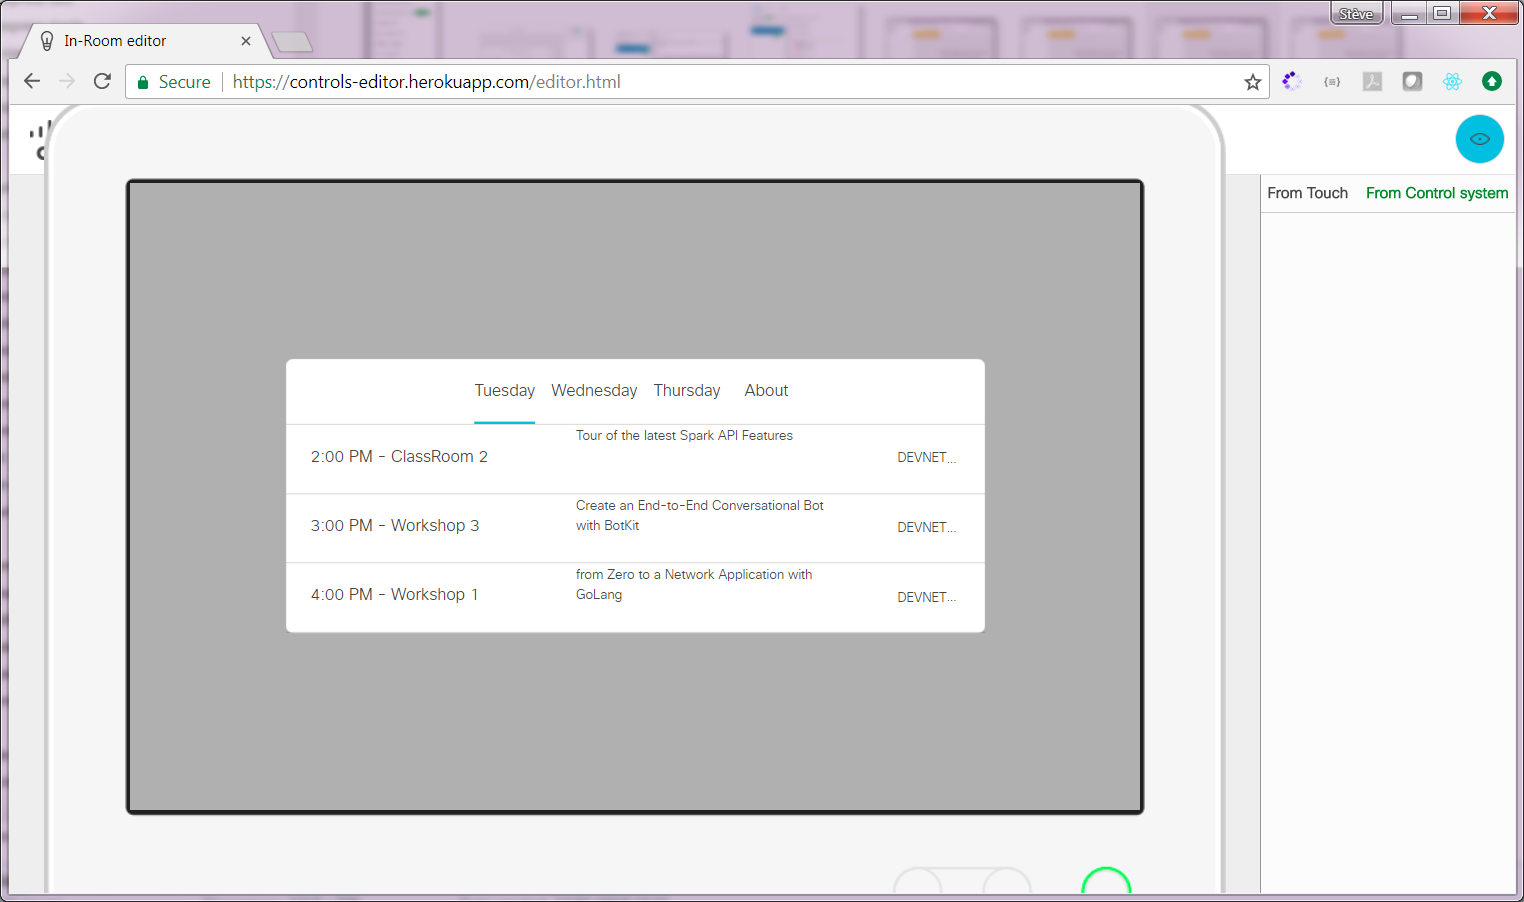 Stève
In-Room editor
Secure https://controls-editor.herokuapp.com/editor.html
From Touch From Control system
Tuesday Wednesday Thursday About
2:00 PM - ClassRoom 2
Tour of the latest Spark API Features
DEVNET...
3:00 PM - Workshop 3
Create an End-to-End Conversational Bot
with BotKit
DEVNET...
4:00 PM - Workshop 1
from Zero to a Network Application with
GoLang
DEVNET...